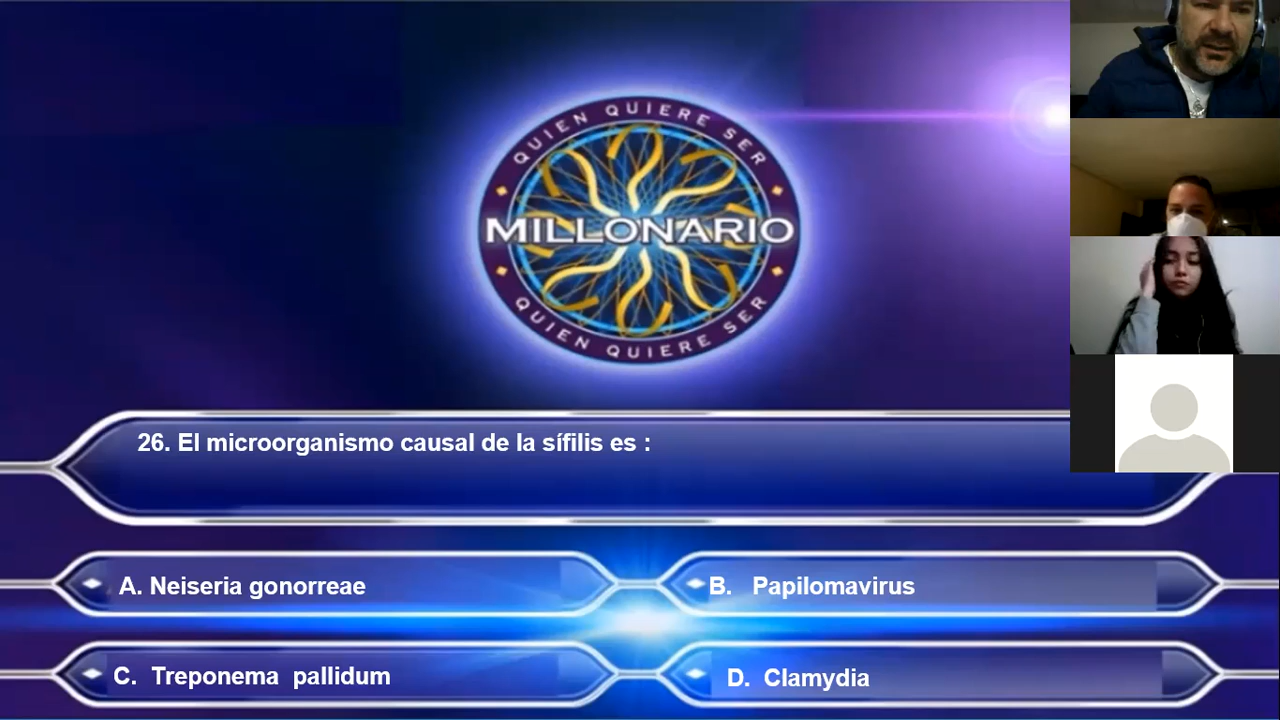 QUIEN QUIERE SER
MILLONARIO
QUIEN QUIERE SER
26. El microorganismo causal de la sífilis es :
A. Neiseria gonorreae
B. Papilomavirus
C. Treponema pallidum
D. Clamydia